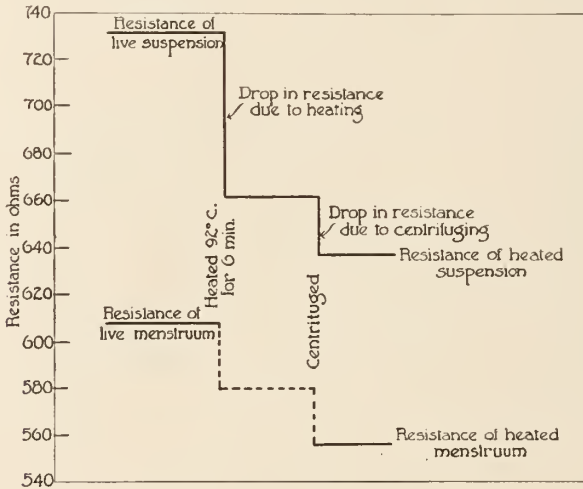 740
720
700
680
660
640
620
600
580
560
540
Resistance in ohms
Resistance of
live suspension
Drop in resistance
due to heating
Heated 92° C.
for 6 min.
Drop in resistance
due to centrifuging
Centrifuged
Resistance of heated
suspension
Resistance of
live menstruum
Resistance of heated
menstruum